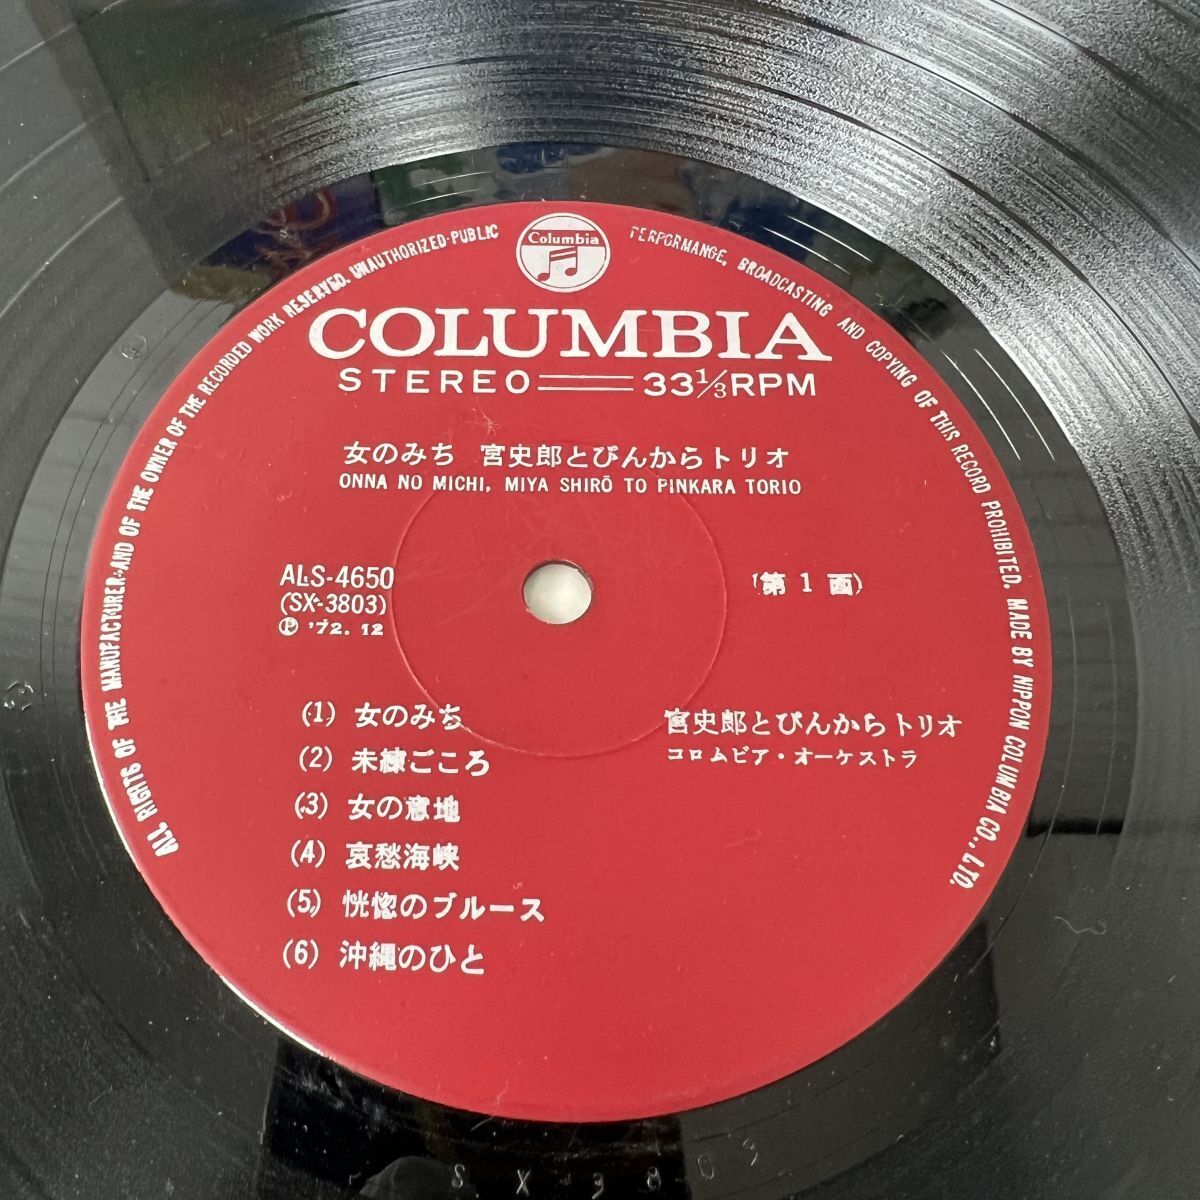 ALL RIGHTS OF THE MANUFACTURER AND OF THE OWNER OF THE RECORDED WORK RESERVED. UNAUTHORIZED PUBLIC PERFORMANCE, BROADCASTING AND COPYING OF THIS RECORD PROHIBITED. MADE BY NIPPON COLUMBIA CO., LTD.
Columbia
COLUMBIA
STEREO 33 1/3 RPM
女のみち 宮史郎とぴんからトリオ
ONNA NO MICHI, MIYA SHIRŌ TO PINKARA TORIO
ALS-4650 (第1面)
(SX-3803)
Ⓟ '72.12
(1) 女のみち 宮史郎とぴんからトリオ
(2) 未練ごころ コロムビア・オーケストラ
(3) 女の意地
(4) 哀愁海峡
(5) 恍惚のブルース
(6) 沖縄のひと
SX3803